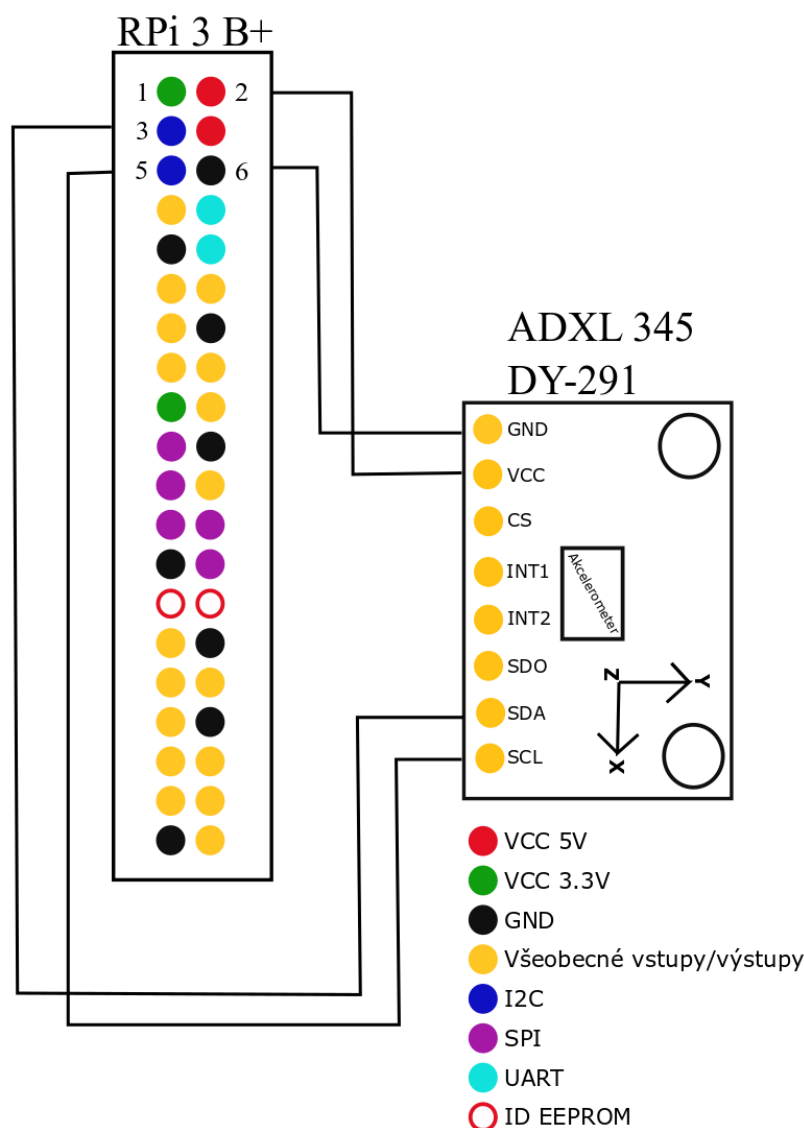 RPi 3 B+
1 2
3
5 6
ADXL 345
DY-291
GND
VCC
CS
INT1
INT2
SDO
SDA
SCL
Akcelerometer
Z
Y
X
VCC 5V
VCC 3.3V
GND
Všeobecné vstupy/výstupy
I2C
SPI
UART
ID EEPROM